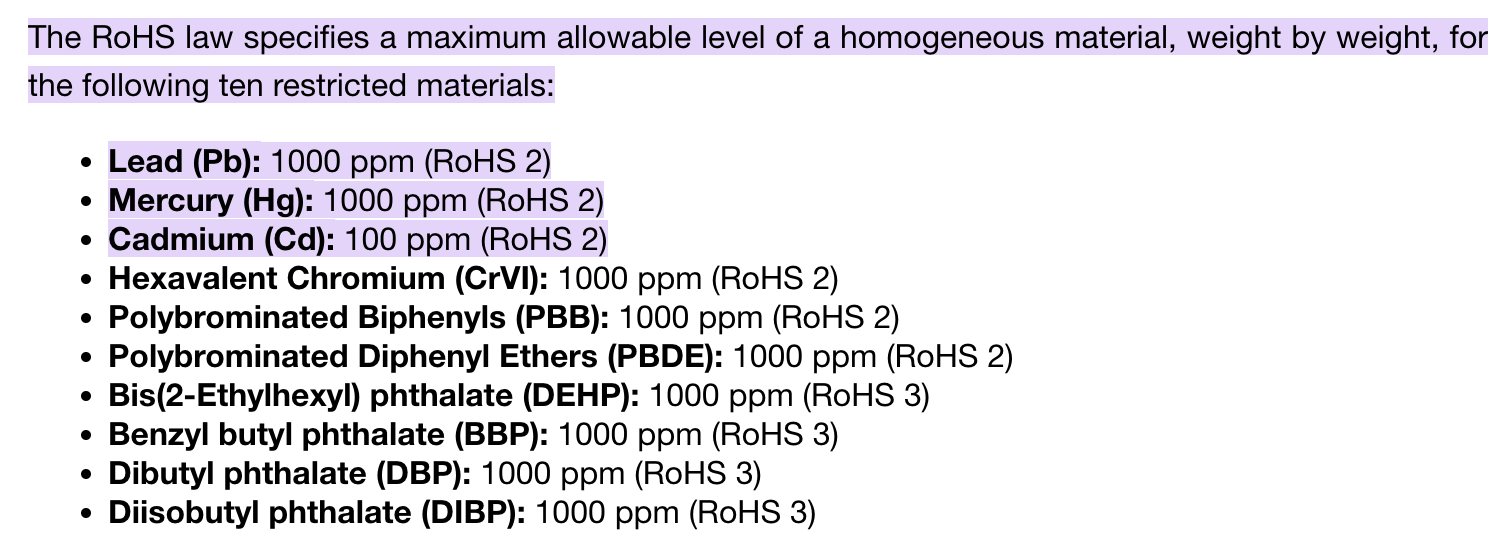 The RoHS law specifies a maximum allowable level of a homogeneous material, weight by weight, for
the following ten restricted materials:
• Lead (Pb): 1000 ppm (RoHS 2)
• Mercury (Hg): 1000 ppm (RoHS 2)
• Cadmium (Cd): 100 ppm (RoHS 2)
• Hexavalent Chromium (CrVI): 1000 ppm (RoHS 2)
• Polybrominated Biphenyls (PBB): 1000 ppm (RoHS 2)
• Polybrominated Diphenyl Ethers (PBDE): 1000 ppm (RoHS 2)
• Bis(2-Ethylhexyl) phthalate (DEHP): 1000 ppm (RoHS 3)
• Benzyl butyl phthalate (BBP): 1000 ppm (RoHS 3)
• Dibutyl phthalate (DBP): 1000 ppm (RoHS 3)
• Diisobutyl phthalate (DIBP): 1000 ppm (RoHS 3)